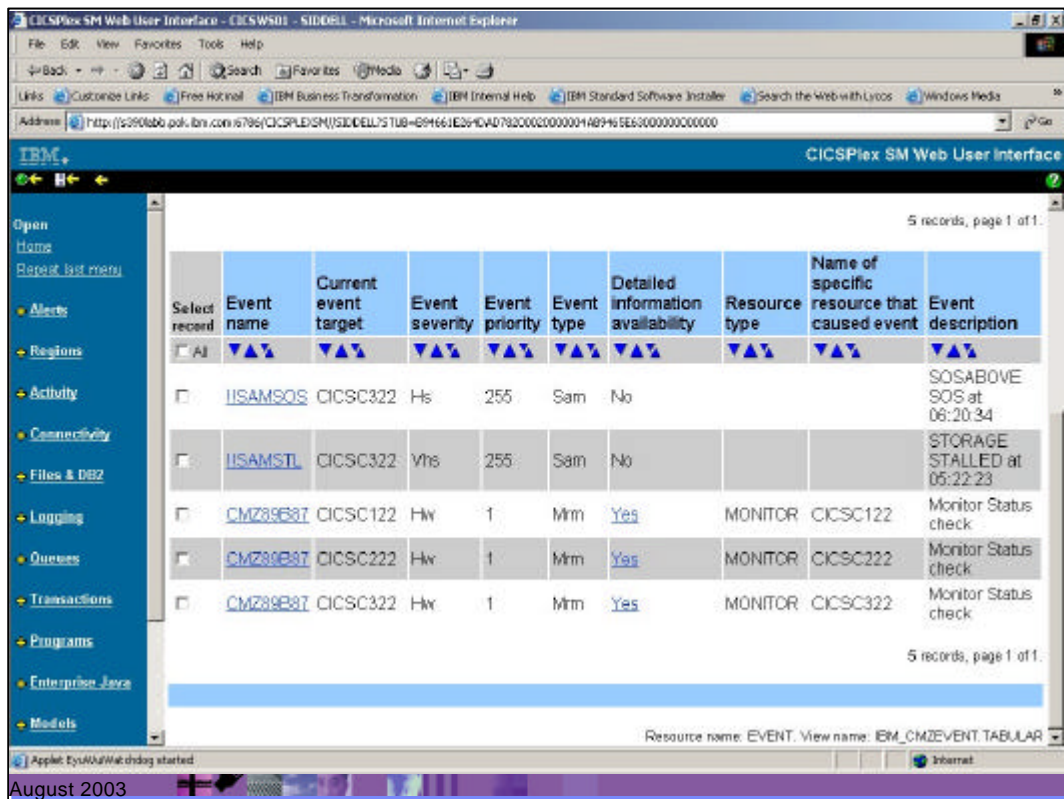 CICSPlex SM Web User Interface - CICSWS01 - SIDDELL - Microsoft Internet Explorer
File Edit View Favorites Tools Help
Back Search Favorites Media
Links Customize Links Free Hotmail IBM Business Transformation IBM Internal Help IBM Standard Software Installer Search the Web with Lycos Windows Media
Address Go
IBM.
CICSPlex SM Web User Interface
Open
Home
Repeat last menu
Alerts
Regions
Activity
Connectivity
Files & DB2
Logging
Queues
Transactions
Programs
Enterprise Java
Models
5 records, page 1 of 1.
Select record Event name Current event target Event severity Event priority Event type Detailed information availability Resource type Name of specific resource that caused event Event description
All
!!SAMSOS CICSC322 Hs 255 Sam No SOSABOVE SOS at 06:20:34
!!SAMSTL CICSC322 Vhs 255 Sam No STORAGE STALLED at 05:22:23
CMZ89B87 CICSC122 Hw 1 Mrm Yes MONITOR CICSC122 Monitor Status check
CMZ89B87 CICSC222 Hw 1 Mrm Yes MONITOR CICSC222 Monitor Status check
CMZ89B87 CICSC322 Hw 1 Mrm Yes MONITOR CICSC322 Monitor Status check
5 records, page 1 of 1.
Resource name: EVENT. View name: IBM_CMZEVENT.TABULAR
Applet EyuWuiWatchdog started
Internet
August 2003